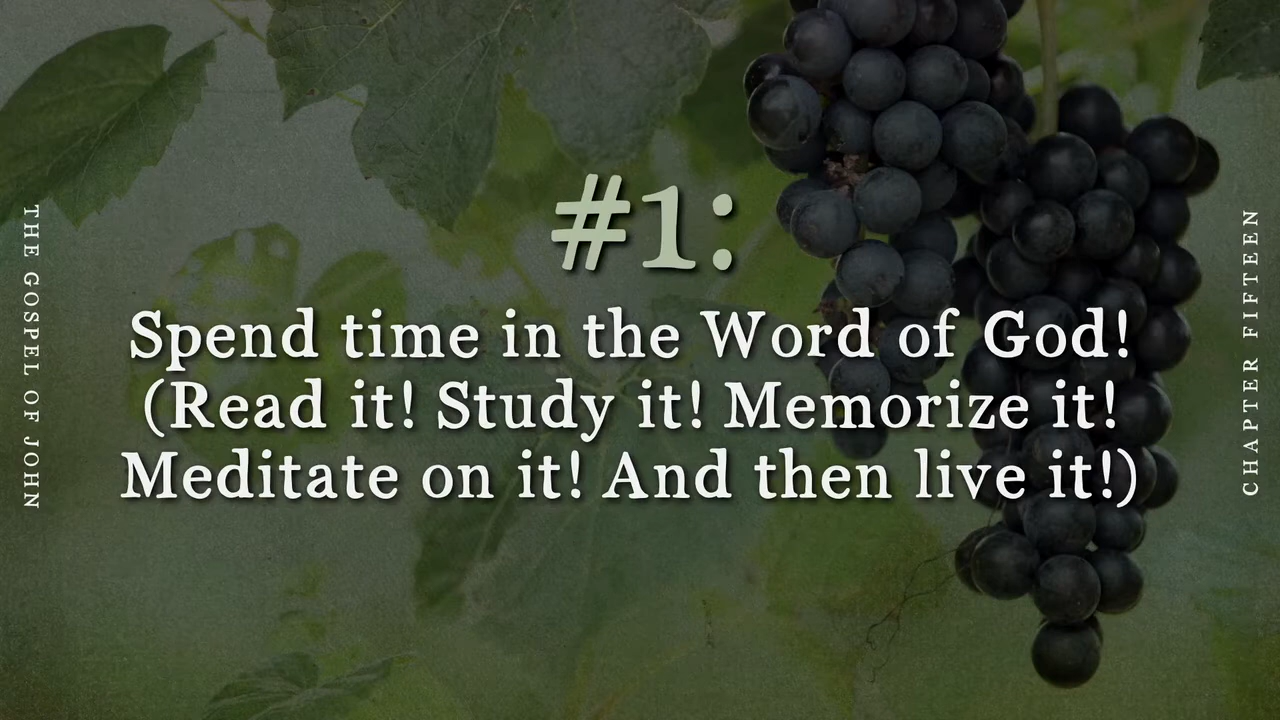 THE GOSPEL OF JOHN
#1:
Spend time in the Word of God!
(Read it! Study it! Memorize it!
Meditate on it! And then live it!)
CHAPTER FIFTEEN